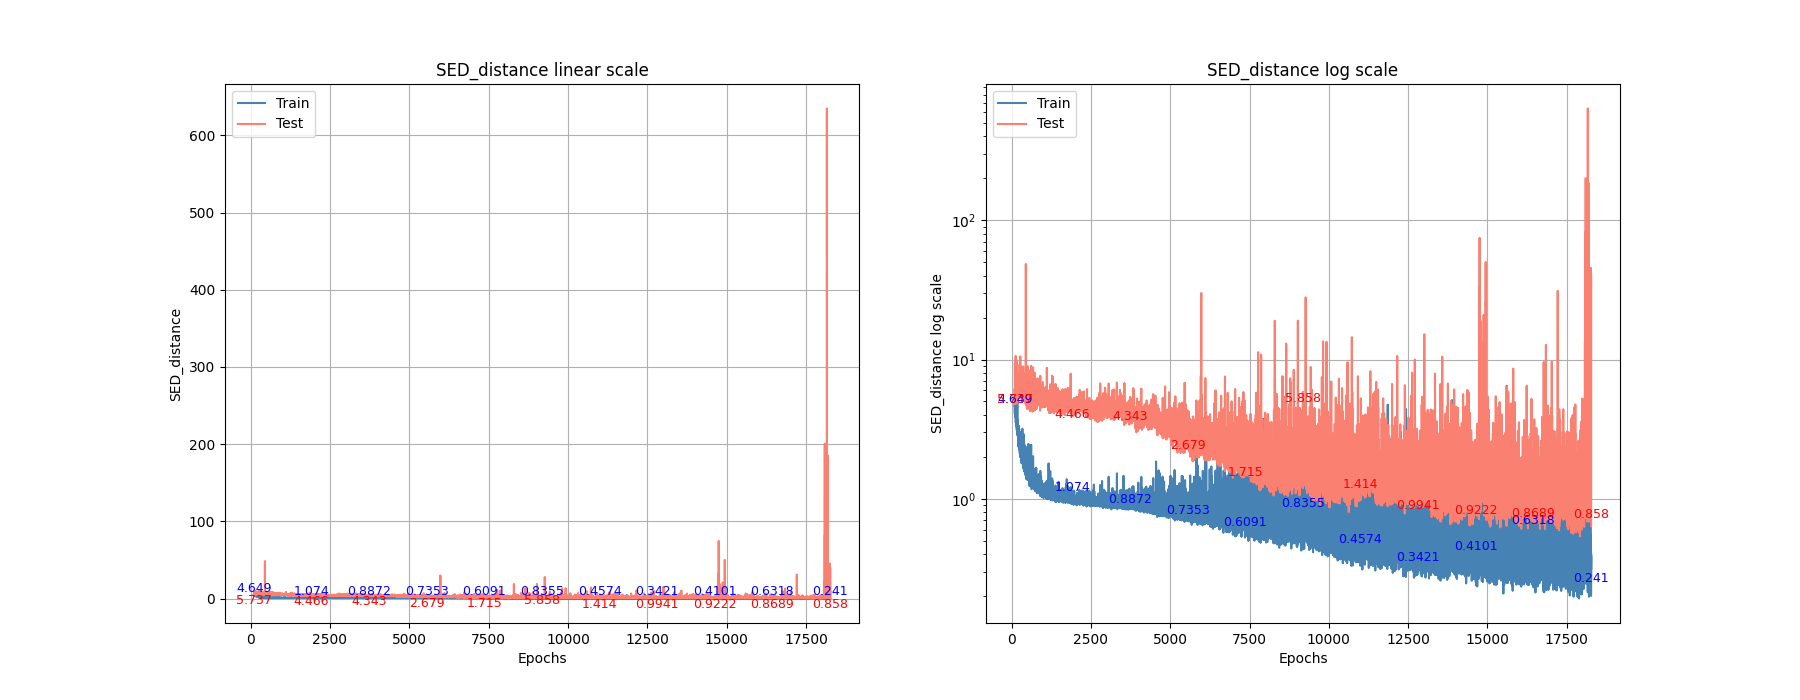 SED_distance linear scale
Train
Test
600
500
400
300
200
100
0
SED_distance
4.649 1.074 0.8872 0.7353 0.6091 0.8355 0.4574 0.3421 0.4101 0.6318 0.241
5.737 4.466 4.343 2.679 1.715 5.858 1.414 0.9941 0.9222 0.8689 0.858
0 2500 5000 7500 10000 12500 15000 17500
Epochs
SED_distance log scale
Train
Test
10²
10¹
10⁰
SED_distance log scale
5.737 4.466 4.343 2.679 1.715 5.858 1.414 0.9941 0.9222 0.8689 0.858
4.649 1.074 0.8872 0.7353 0.6091 0.8355 0.4574 0.3421 0.4101 0.6318 0.241
0 2500 5000 7500 10000 12500 15000 17500
Epochs